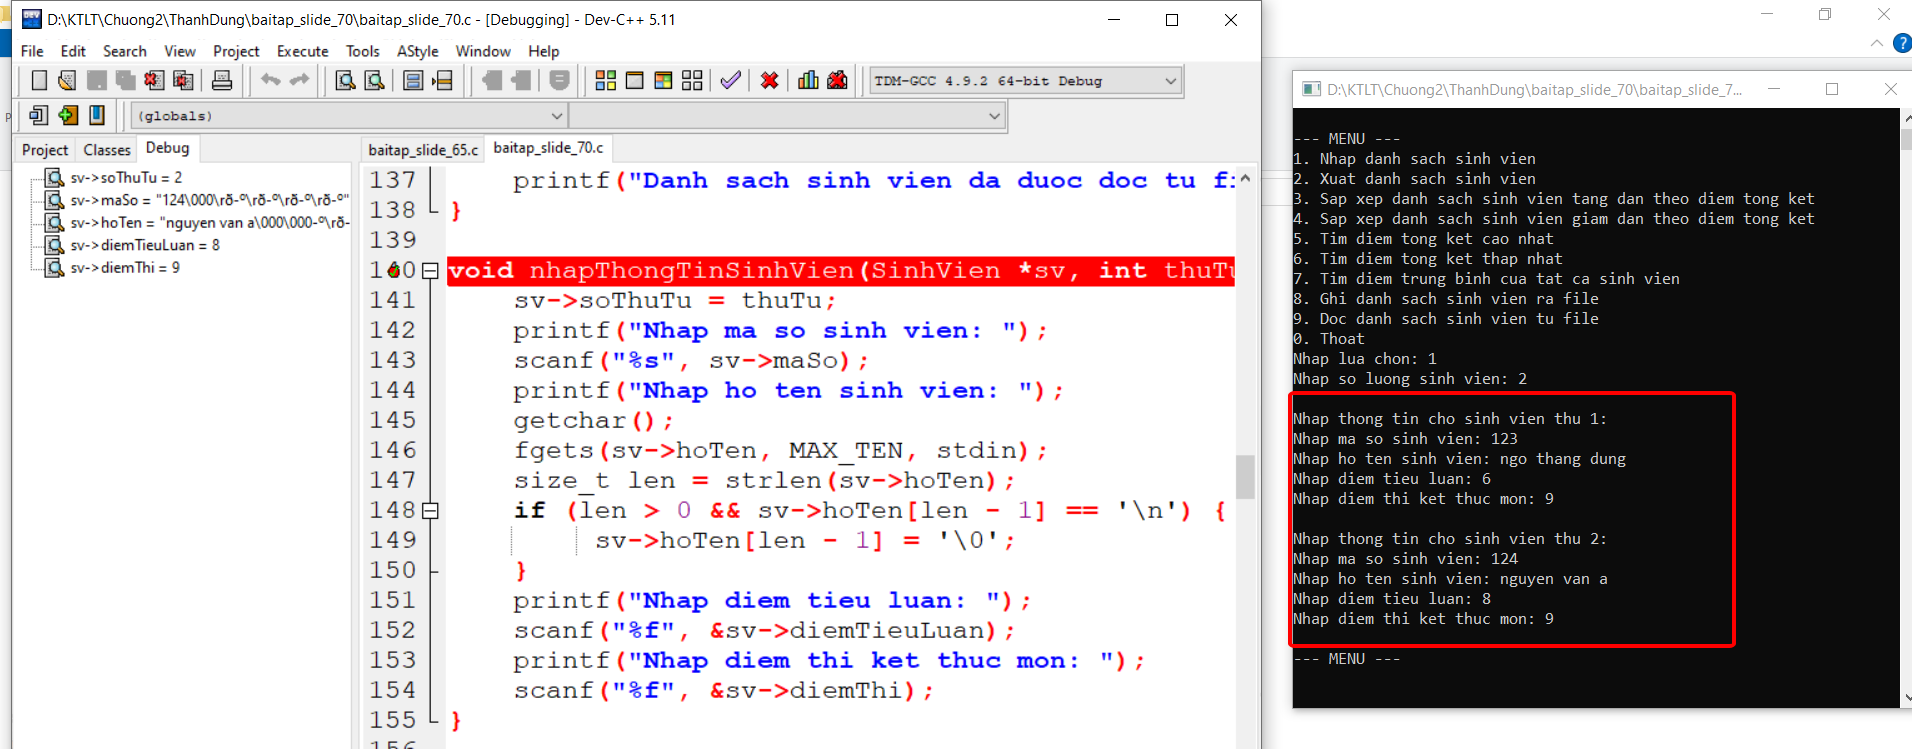 D:\KTLT\Chuong2\ThanhDung\baitap_slide_70\baitap_slide_70.c - [Debugging] - Dev-C++ 5.11
File Edit Search View Project Execute Tools AStyle Window Help
TDM-GCC 4.9.2 64-bit Debug
(globals)
Project Classes Debug
sv->soThuTu = 2
sv->maSo = "124\000\rð-º\rð-º\rð-º\rð-º"
sv->hoTen = "nguyen van a\000\000-º\rð-
sv->diemTieuLuan = 8
sv->diemThi = 9
baitap_slide_65.c baitap_slide_70.c
137 printf("Danh sach sinh vien da duoc doc tu fi
138 }
139
140 void nhapThongTinSinhVien(SinhVien *sv, int thuTu
141 sv->soThuTu = thuTu;
142 printf("Nhap ma so sinh vien: ");
143 scanf("%s", sv->maSo);
144 printf("Nhap ho ten sinh vien: ");
145 getchar();
146 fgets(sv->hoTen, MAX_TEN, stdin);
147 size_t len = strlen(sv->hoTen);
148 if (len > 0 && sv->hoTen[len - 1] == '\n') {
149 sv->hoTen[len - 1] = '\0';
150 }
151 printf("Nhap diem tieu luan: ");
152 scanf("%f", &sv->diemTieuLuan);
153 printf("Nhap diem thi ket thuc mon: ");
154 scanf("%f", &sv->diemThi);
155 }
D:\KTLT\Chuong2\ThanhDung\baitap_slide_70\baitap_slide_7...
--- MENU ---
1. Nhap danh sach sinh vien
2. Xuat danh sach sinh vien
3. Sap xep danh sach sinh vien tang dan theo diem tong ket
4. Sap xep danh sach sinh vien giam dan theo diem tong ket
5. Tim diem tong ket cao nhat
6. Tim diem tong ket thap nhat
7. Tim diem trung binh cua tat ca sinh vien
8. Ghi danh sach sinh vien ra file
9. Doc danh sach sinh vien tu file
0. Thoat
Nhap lua chon: 1
Nhap so luong sinh vien: 2
Nhap thong tin cho sinh vien thu 1:
Nhap ma so sinh vien: 123
Nhap ho ten sinh vien: ngo thang dung
Nhap diem tieu luan: 6
Nhap diem thi ket thuc mon: 9
Nhap thong tin cho sinh vien thu 2:
Nhap ma so sinh vien: 124
Nhap ho ten sinh vien: nguyen van a
Nhap diem tieu luan: 8
Nhap diem thi ket thuc mon: 9
--- MENU ---